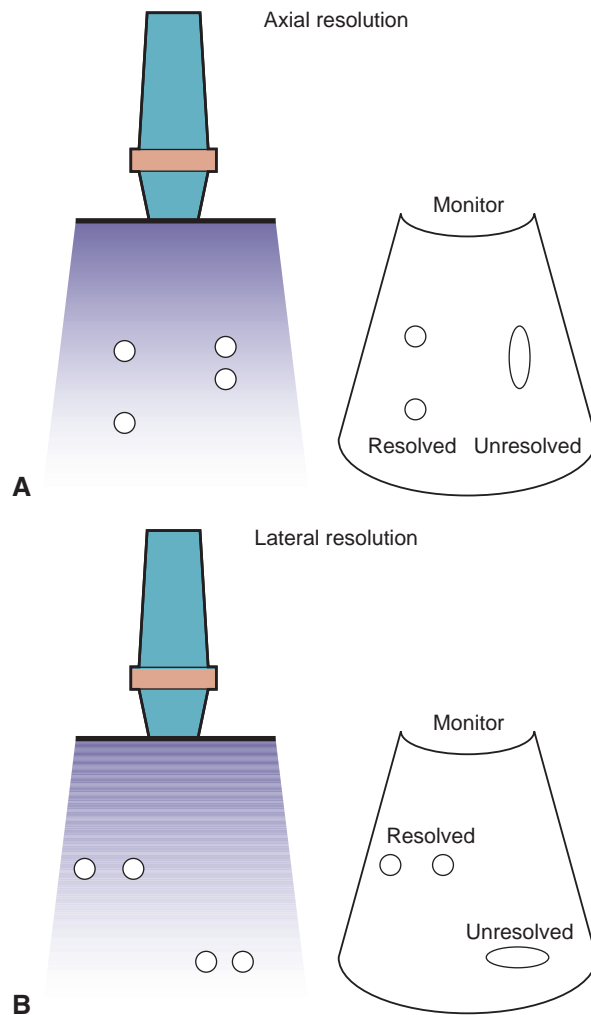 Axial resolution
Monitor
Resolved Unresolved
A
Lateral resolution
Monitor
Resolved
Unresolved
B